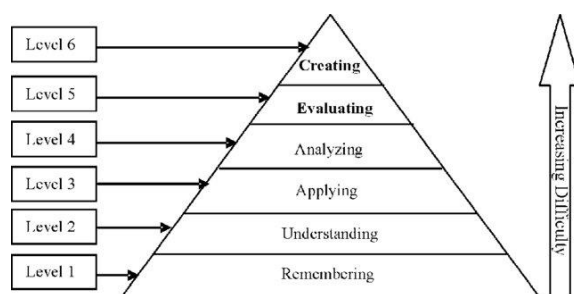 Level 6
Creating
Level 5
Evaluating
Level 4
Analyzing
Level 3
Applying
Level 2
Understanding
Level 1
Remembering
Increasing Difficulty